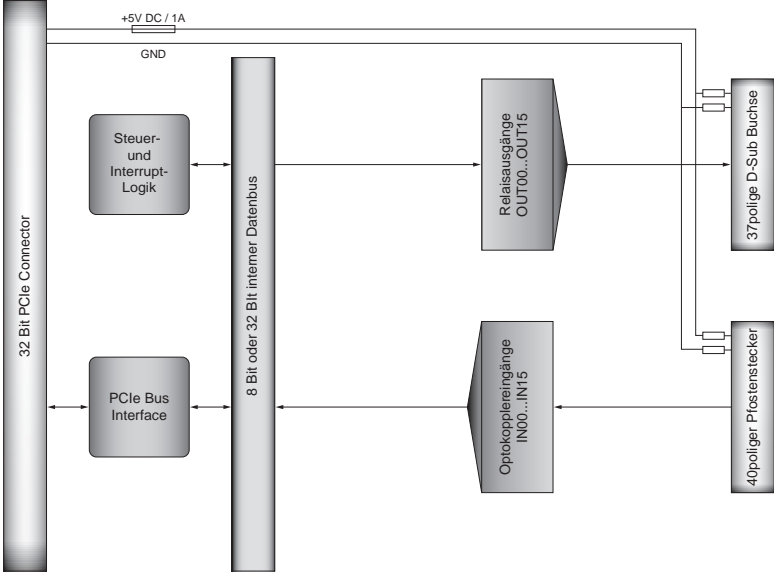 +5V DC / 1A
GND
32 Bit PCIe Connector
Steuer-
und
Interrupt-
Logik
PCIe Bus
Interface
8 Bit oder 32 BIt interner Datenbus
Relaisausgänge
OUT00...OUT15
Optokopplereingänge
IN00...IN15
37polige D-Sub Buchse
40poliger Pfostenstecker